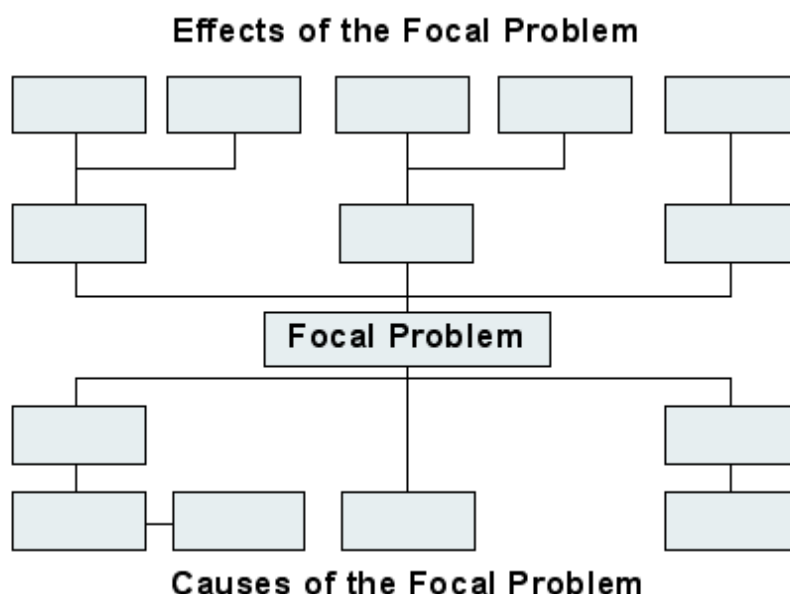 Effects of the Focal Problem
Focal Problem
Causes of the Focal Problem